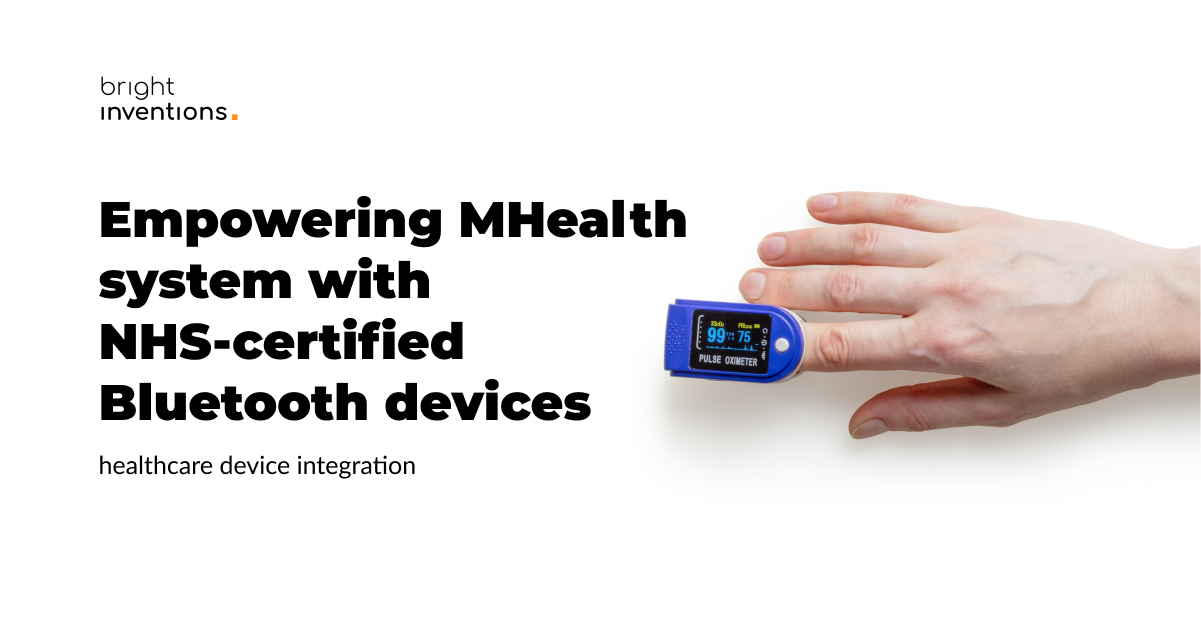 bright
inventions.
Empowering MHealth
system with
NHS-certified
Bluetooth devices
healthcare device integration
99 75
PULSE OXIMETER